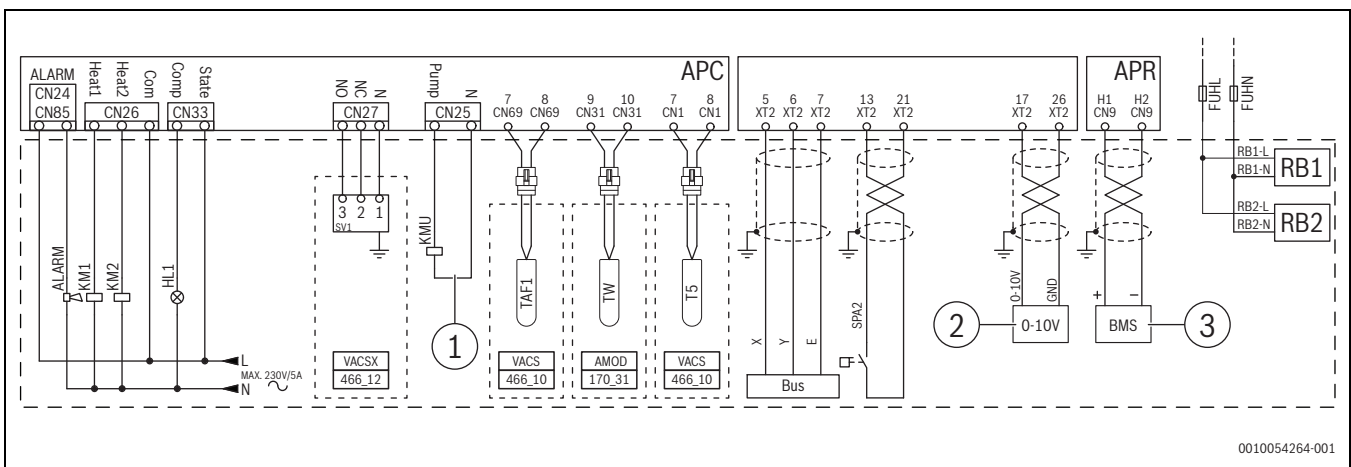 ALARM
CN24
CN85
Heat1
Heat2
Com
CN26
Comp
State
CN33
NO
NC
N
CN27
Pump
N
CN25
APC
7
CN69
8
CN69
9
CN31
10
CN31
7
CN1
8
CN1
5
XT2
6
XT2
7
XT2
13
XT2
21
XT2
17
XT2
26
XT2
APR
H1
CN9
H2
CN9
FUHL
FUHN
RB1-L
RB1-N
RB1
RB2-L
RB2-N
RB2
3 2 1
SV1
KMU
ALARM
KM1
KM2
HL1
TAF1
TW
T5
SPA2
0-10V
GND
+
−
1
2
0-10V
BMS
3
X
Y
E
Bus
VACSX
466_12
VACS
466_10
AMOD
170_31
VACS
466_10
L
MAX. 230V/5A
N
0010054264-001